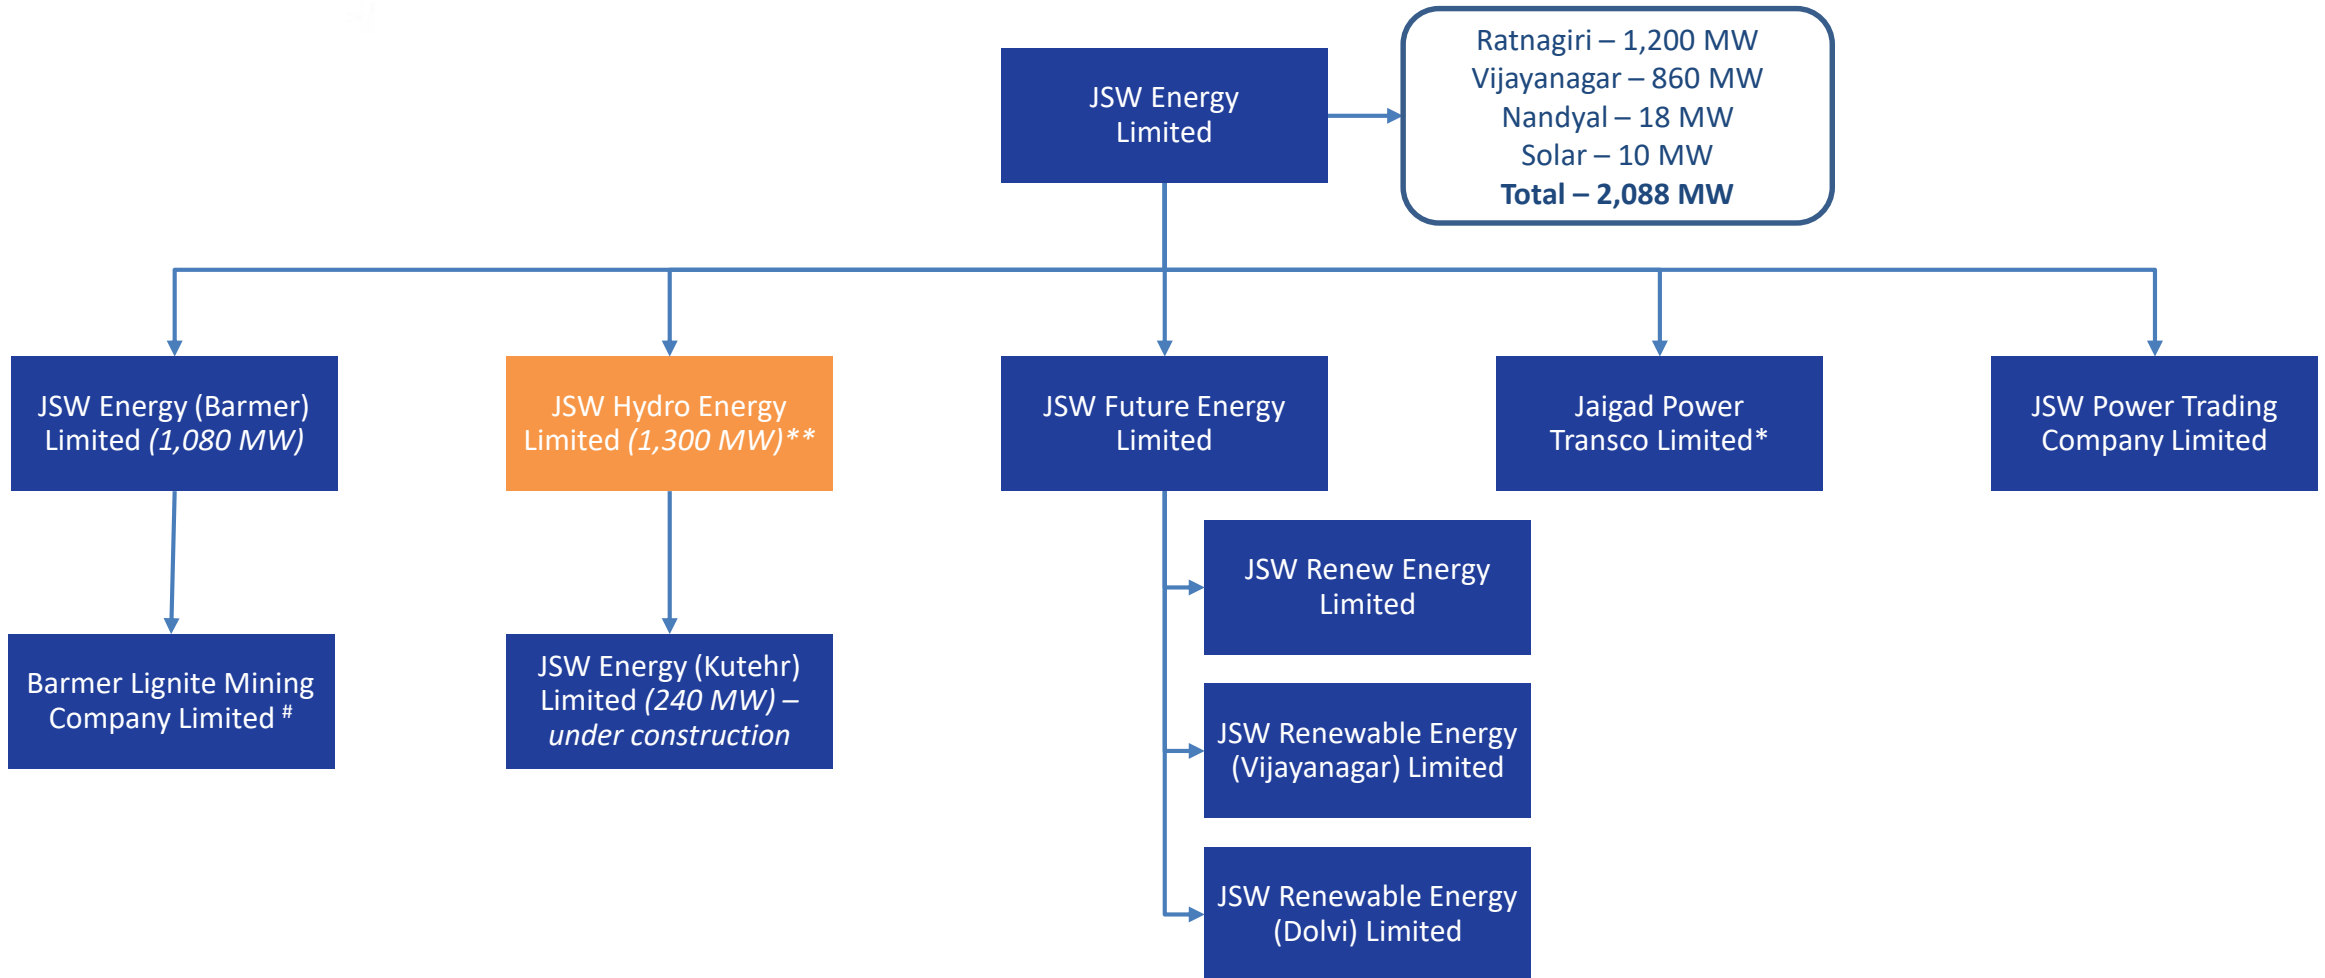 JSW Energy
Limited
Ratnagiri – 1,200 MW
Vijayanagar – 860 MW
Nandyal – 18 MW
Solar – 10 MW
Total – 2,088 MW
JSW Energy (Barmer)
Limited (1,080 MW)
JSW Hydro Energy
Limited (1,300 MW)**
JSW Future Energy
Limited
Jaigad Power
Transco Limited*
JSW Power Trading
Company Limited
Barmer Lignite Mining
Company Limited #
JSW Energy (Kutehr)
Limited (240 MW) –
under construction
JSW Renew Energy
Limited
JSW Renewable Energy
(Vijayanagar) Limited
JSW Renewable Energy
(Dolvi) Limited